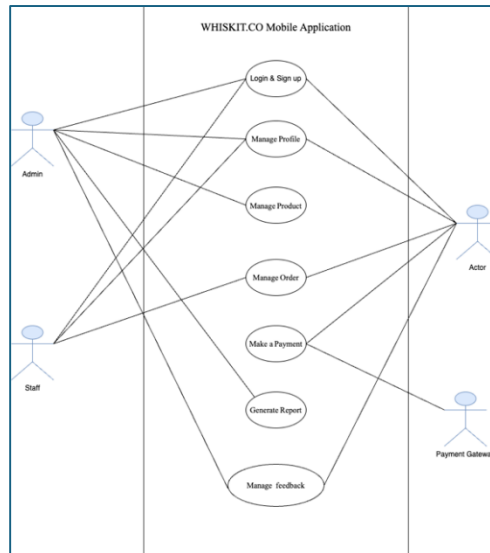 WHISKIT.CO Mobile Application
Login & Sign up
Manage Profile
Admin
Manage Product
Actor
Manage Order
Make a Payment
Staff
Generate Report
Payment Gatewa
Manage feedback